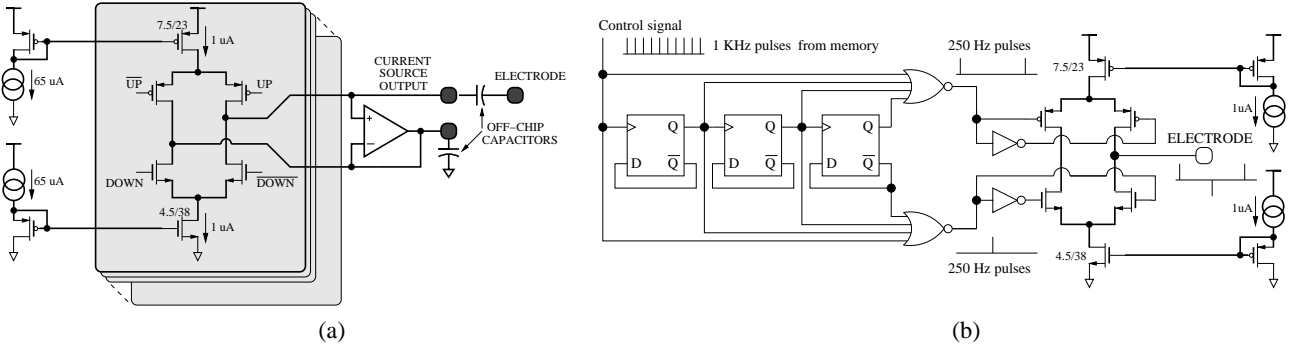 7.5/23
1 uA
65 uA
UP
UP
CURRENT
SOURCE
OUTPUT
ELECTRODE
+
−
OFF−CHIP
CAPACITORS
65 uA
DOWN
DOWN
4.5/38
1 uA
(a)
Control signal
1 KHz pulses from memory
250 Hz pulses
7.5/23
1uA
Q
Q
Q
D
Q
D
Q
D
Q
ELECTRODE
1uA
250 Hz pulses
4.5/38
(b)